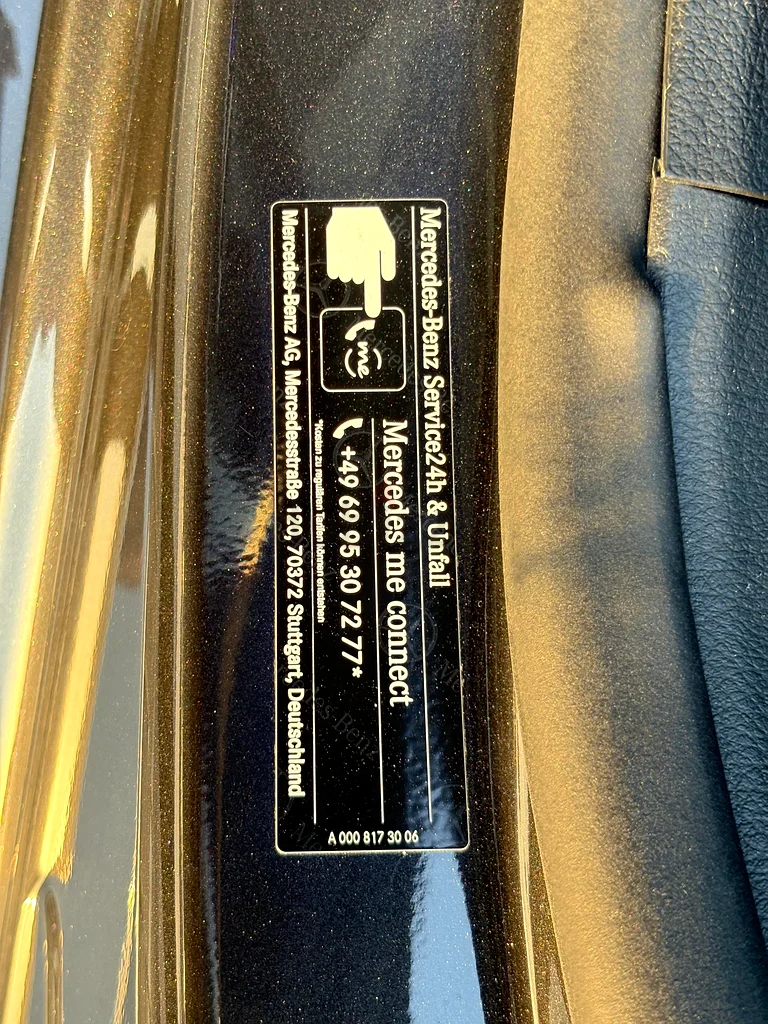 Mercedes-Benz Service24h & Unfall
Mercedes me connect
me
+49 69 95 30 72 77*
*Kosten zu regulären Tarifen können entstehen
Mercedes-Benz AG, Mercedesstraße 120, 70372 Stuttgart, Deutschland
A 000 817 30 06